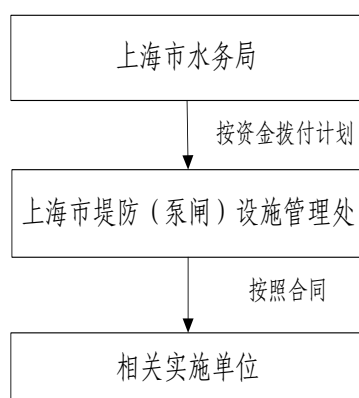 上海市水务局
按资金拨付计划
上海市堤防（泵闸）设施管理处
按照合同
相关实施单位